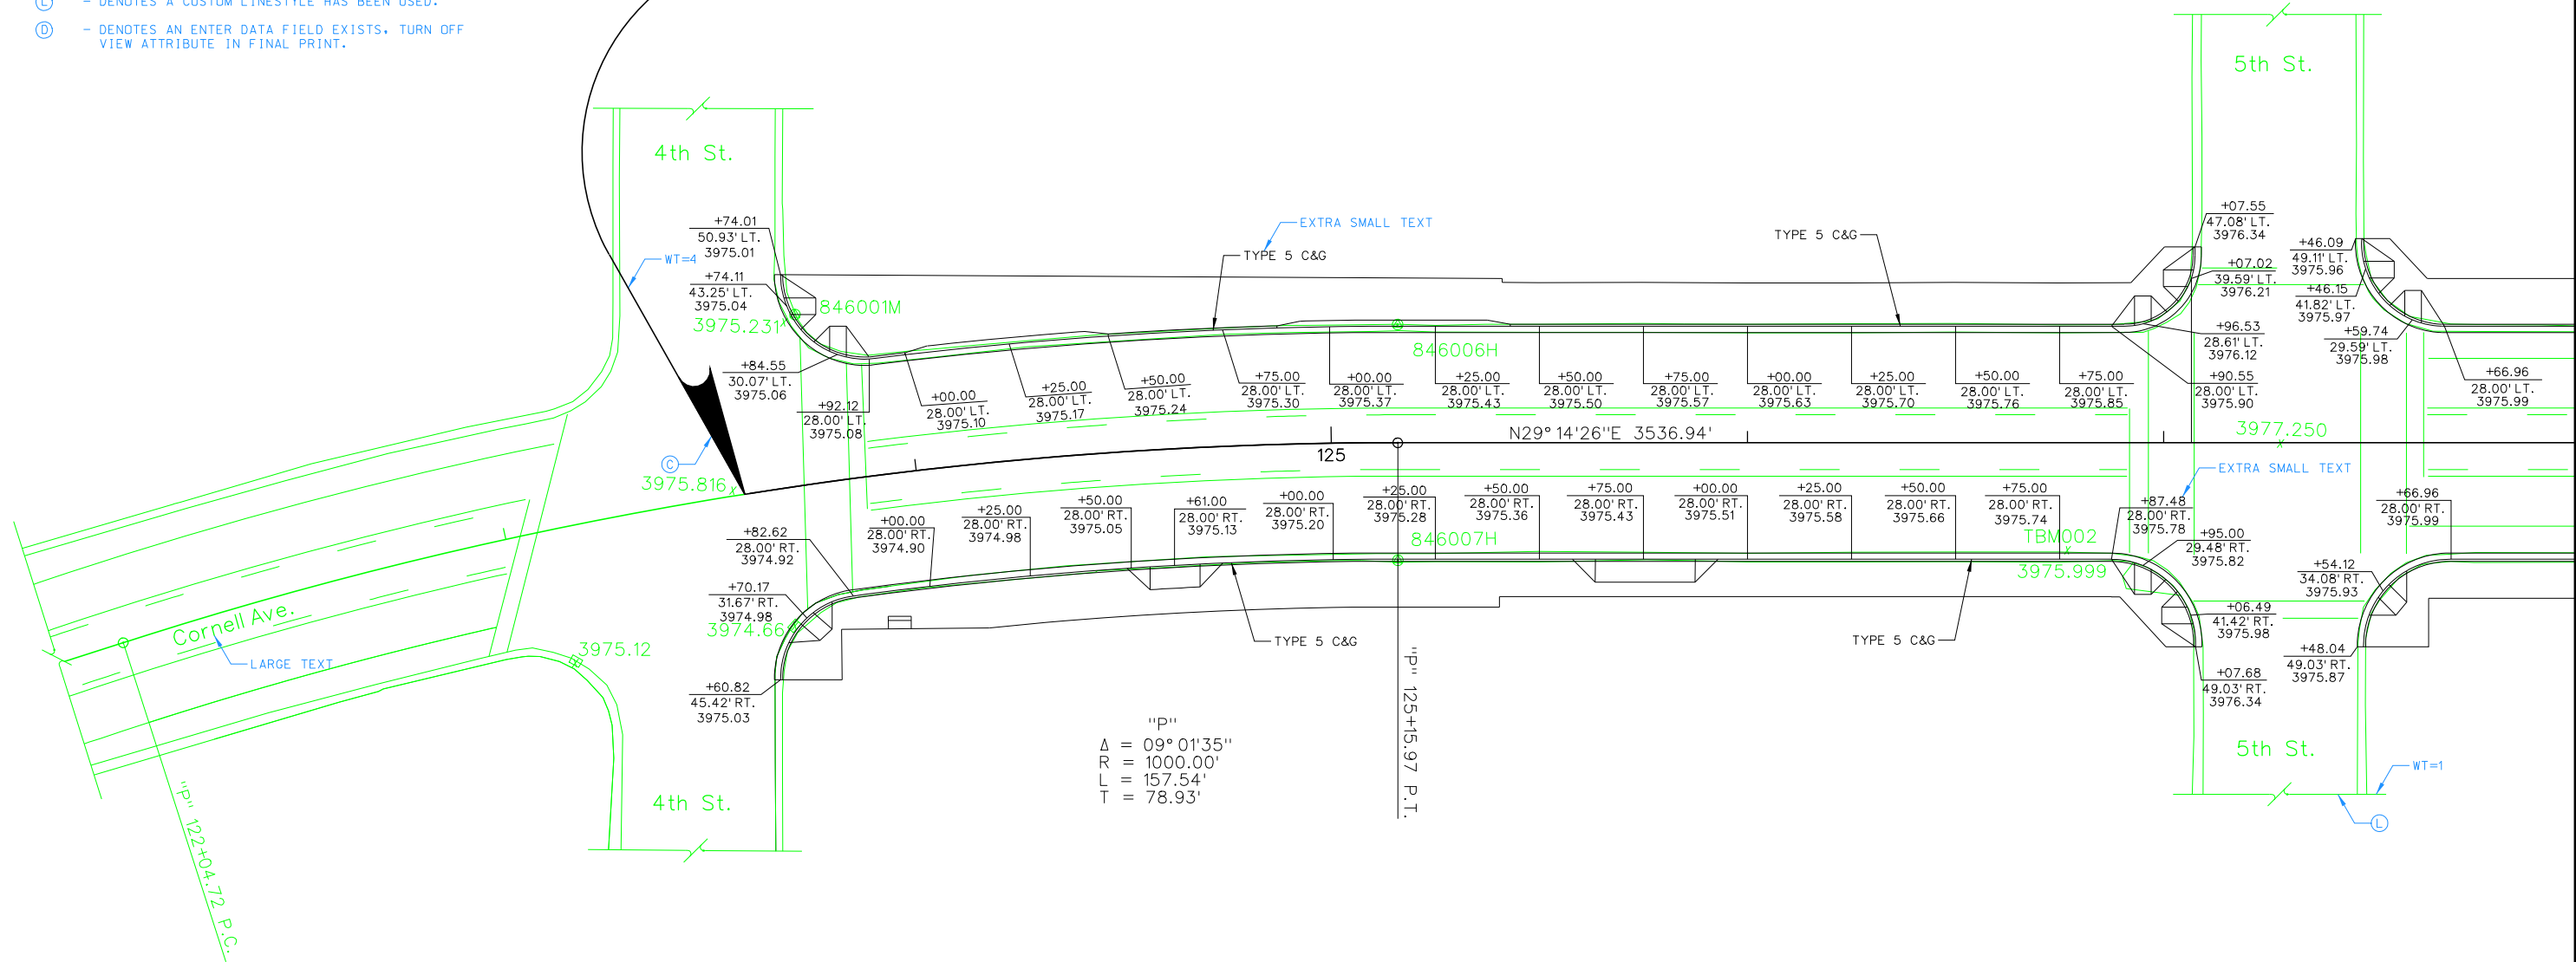 Ⓛ - DENOTES A CUSTOM LINESTYLE HAS BEEN USED.
Ⓓ - DENOTES AN ENTER DATA FIELD EXISTS, TURN OFF
VIEW ATTRIBUTE IN FINAL PRINT.
4th St.
5th St.
+74.01
50.93' LT.
3975.01
WT=4
+74.11
43.25' LT.
3975.04
3975.231
846001M
+84.55
30.07' LT.
3975.06
+92.12
28.00' LT.
3975.08
EXTRA SMALL TEXT
TYPE 5 C&G
TYPE 5 C&G
846006H
+00.00
28.00' LT.
3975.10
+25.00
28.00' LT.
3975.17
+50.00
28.00' LT.
3975.24
+75.00
28.00' LT.
3975.30
+00.00
28.00' LT.
3975.37
+25.00
28.00' LT.
3975.43
+50.00
28.00' LT.
3975.50
+75.00
28.00' LT.
3975.57
+00.00
28.00' LT.
3975.63
+25.00
28.00' LT.
3975.70
+50.00
28.00' LT.
3975.76
+75.00
28.00' LT.
3975.85
+07.55
47.08' LT.
3976.34
+07.02
39.59' LT.
3976.21
+96.53
28.61' LT.
3976.12
+90.55
28.00' LT.
3975.90
+46.09
49.11' LT.
3975.96
+46.15
41.82' LT.
3975.97
+59.74
29.59' LT.
3975.98
+66.96
28.00' LT.
3975.99
3977.250
N29° 14'26"E 3536.94'
125
Ⓒ
3975.816
EXTRA SMALL TEXT
+82.62
28.00' RT.
3974.92
+70.17
31.67' RT.
3974.98
3974.66
+60.82
45.42' RT.
3975.03
+00.00
28.00' RT.
3974.90
+25.00
28.00' RT.
3974.98
+50.00
28.00' RT.
3975.05
+61.00
28.00' RT.
3975.13
+00.00
28.00' RT.
3975.20
+25.00
28.00' RT.
3975.28
+50.00
28.00' RT.
3975.36
+75.00
28.00' RT.
3975.43
+00.00
28.00' RT.
3975.51
+25.00
28.00' RT.
3975.58
+50.00
28.00' RT.
3975.66
+75.00
28.00' RT.
3975.74
846007H
TBM002
3975.999
+87.48
28.00' RT.
3975.78
+95.00
29.48' RT.
3975.82
+06.49
41.42' RT.
3975.98
+07.68
49.03' RT.
3976.34
+66.96
28.00' RT.
3975.99
+54.12
34.08' RT.
3975.93
+48.04
49.03' RT.
3975.87
Cornell Ave.
LARGE TEXT
3975.12
TYPE 5 C&G
TYPE 5 C&G
"P"
Δ = 09° 01'35"
R = 1000.00'
L = 157.54'
T = 78.93'
"P" 125+15.97 P.T.
"P" 122+04.72 P.C.
4th St.
5th St.
WT=1
Ⓛ